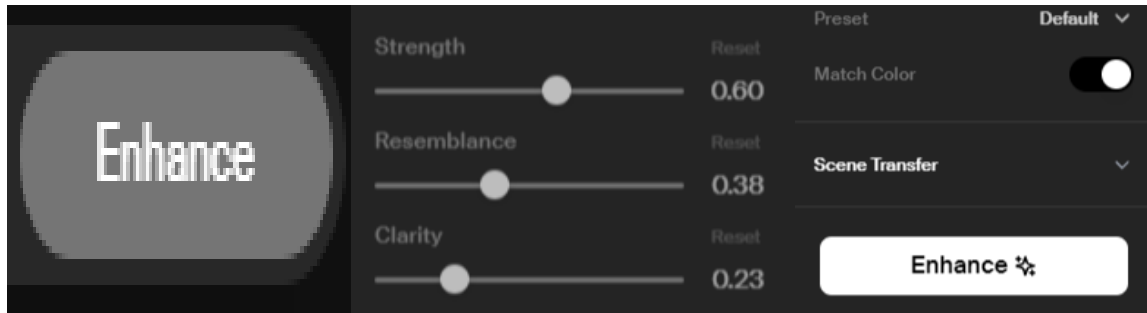 Enhance
Strength Reset
0.60
Resemblance Reset
0.38
Clarity Reset
0.23
Preset Default
Match Color
Scene Transfer
Enhance